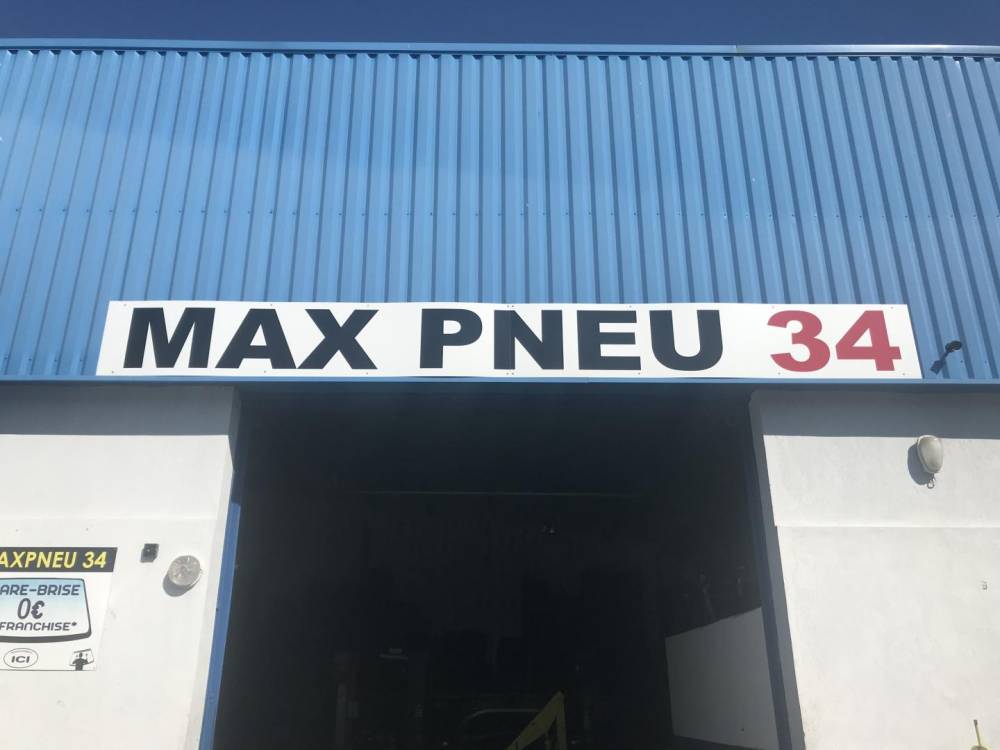 MAX PNEU 34
AXPNEU 34
ARE-BRISE
0€
FRANCHISE*
ICI